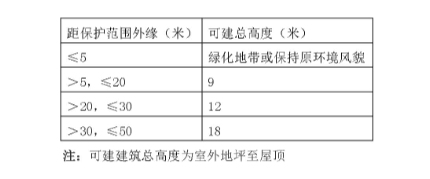 距保护范围外缘（米） 可建总高度（米）
≤5 绿化地带或保持原环境风貌
>5，≤20 9
>20，≤30 12
>30，≤50 18
注：可建建筑总高度为室外地坪至屋顶